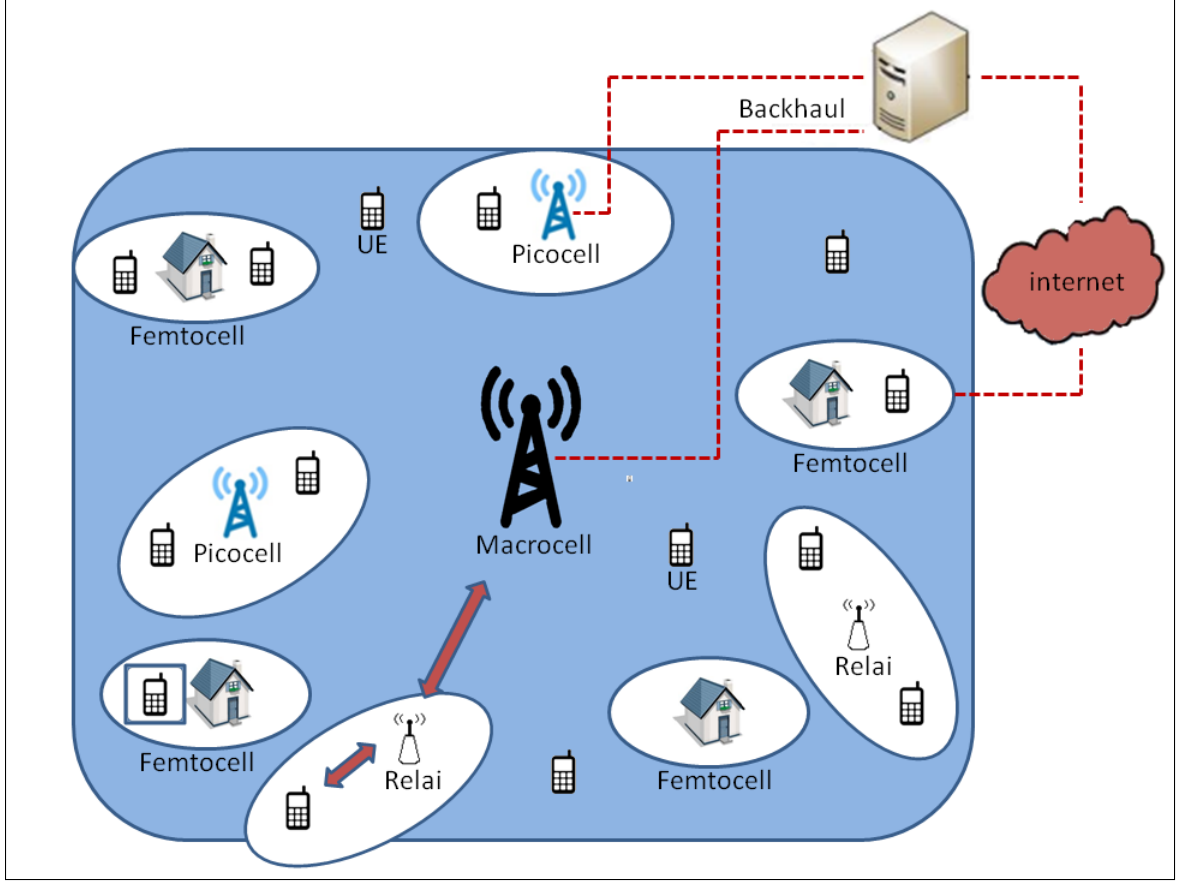 Backhaul
UE
Picocell
internet
Femtocell
Femtocell
Macrocell
Picocell
UE
Relai
Femtocell
Relai
Femtocell